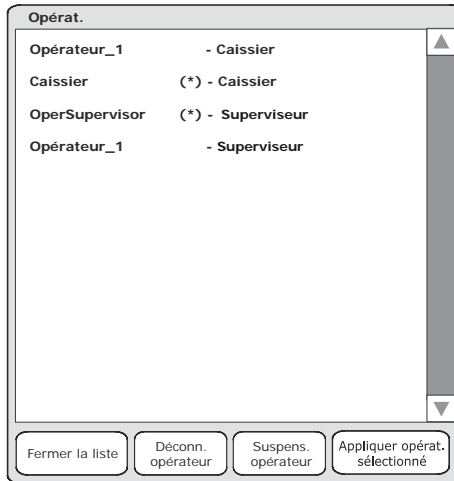 Opérat.
Opérateur_1 - Caissier
Caissier (*) - Caissier
OperSupervisor (*) - Superviseur
Opérateur_1 - Superviseur
Fermer la liste
Déconn.
opérateur
Suspens.
opérateur
Appliquer opérat.
sélectionné